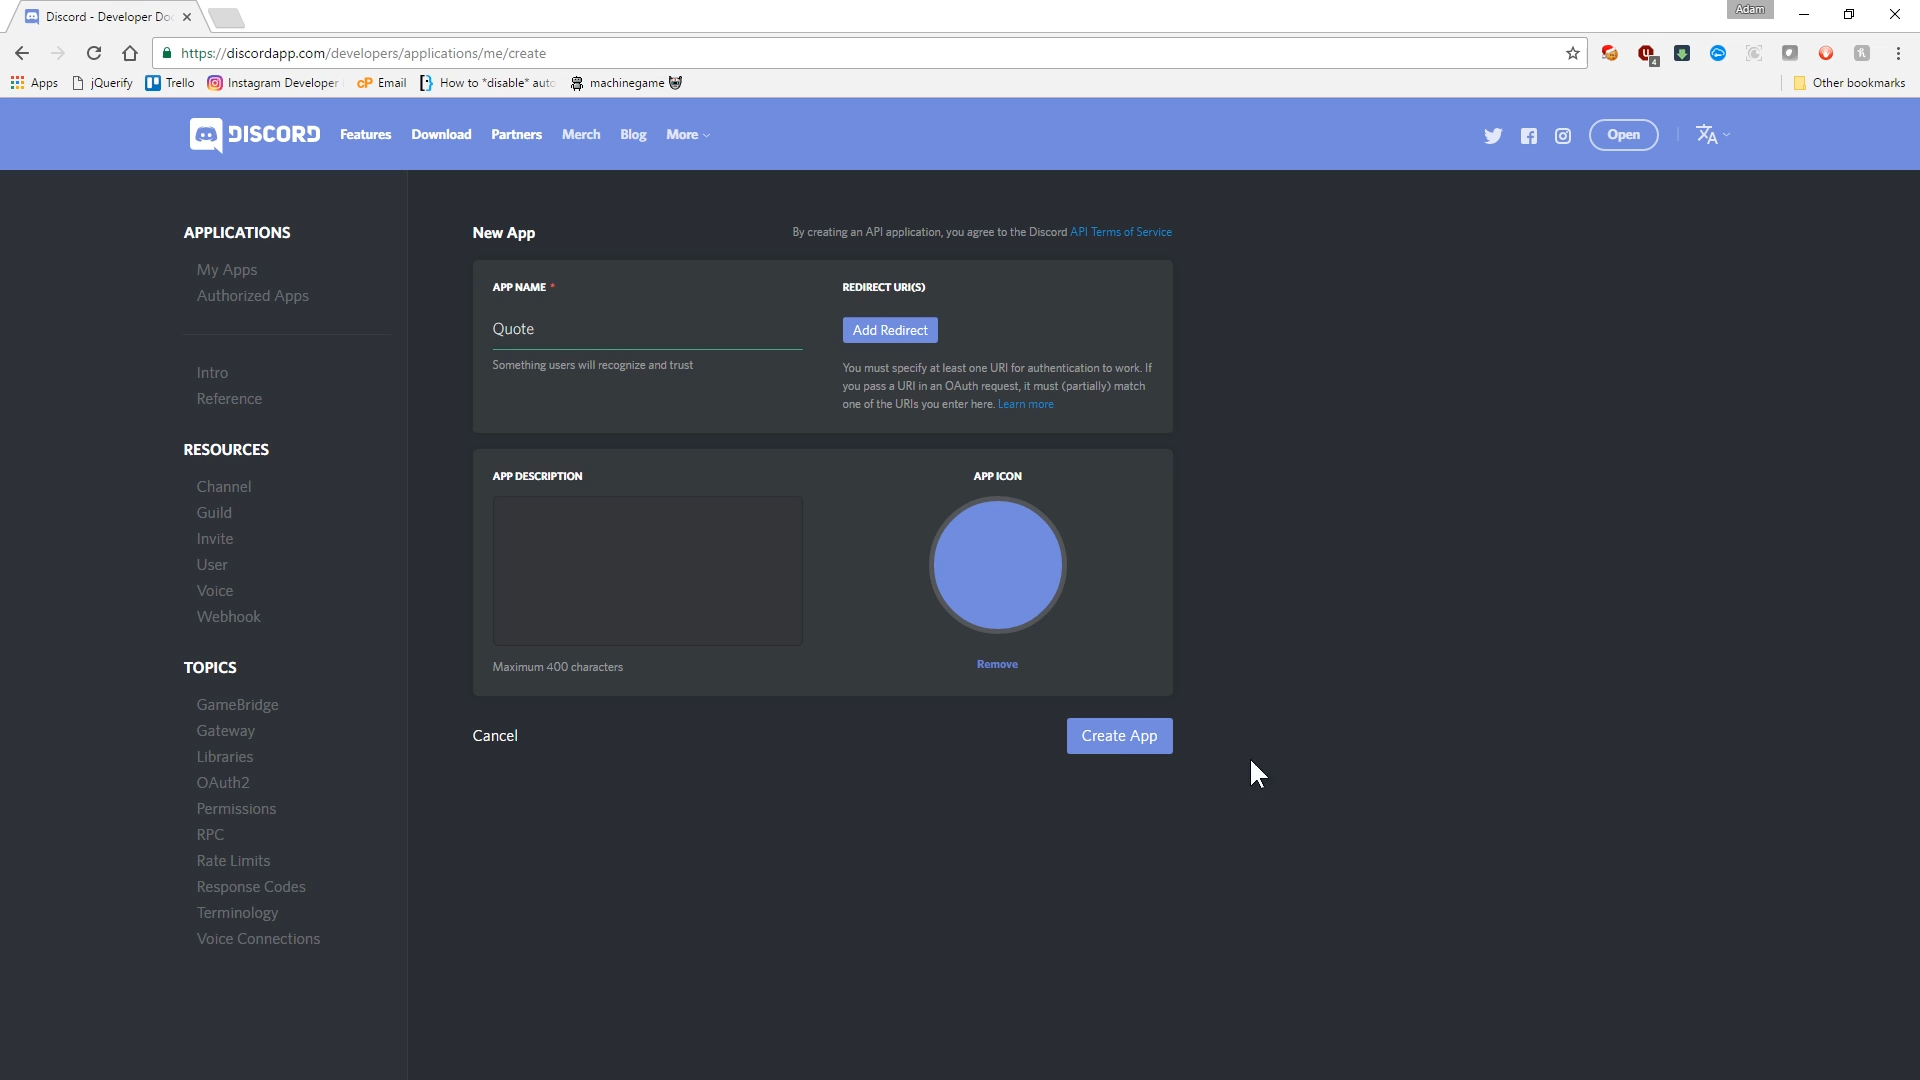 Discord - Developer Do
Adam
https://discordapp.com/developers/applications/me/create
4
Apps
jQuerify
Trello
Instagram Developer
cP Email
How to *disable* auto
machinegame
Other bookmarks
DISCORD
Features
Download
Partners
Merch
Blog
More
Open
APPLICATIONS
My Apps
Authorized Apps
Intro
Reference
RESOURCES
Channel
Guild
Invite
User
Voice
Webhook
TOPICS
GameBridge
Gateway
Libraries
OAuth2
Permissions
RPC
Rate Limits
Response Codes
Terminology
Voice Connections
New App
By creating an API application, you agree to the Discord API Terms of Service
APP NAME *
Quote
Something users will recognize and trust
REDIRECT URI(S)
Add Redirect
You must specify at least one URI for authentication to work. If
you pass a URI in an OAuth request, it must (partially) match
one of the URIs you enter here. Learn more
APP DESCRIPTION
Maximum 400 characters
APP ICON
Remove
Cancel
Create App